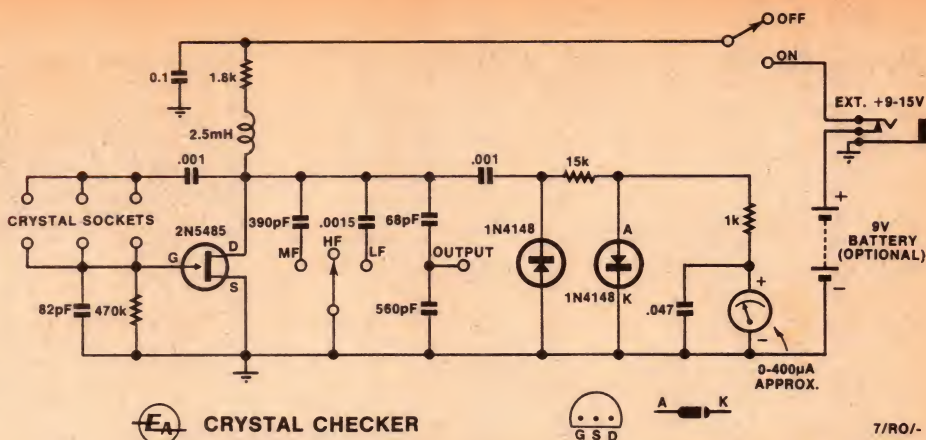 OFF
ON
0.1
1.8k
EXT. +9-15V
2.5mH
.001
.001
15k
CRYSTAL SOCKETS
2N5485
D
G
S
390pF
MF
.0015
HF
LF
68pF
OUTPUT
560pF
1N4148
A
K
1N4148
1k
+
9V
BATTERY
(OPTIONAL)
-
82pF
470k
.047
+
-
0-400µA
APPROX.
EA CRYSTAL CHECKER
G S D
A K
7/RO/-